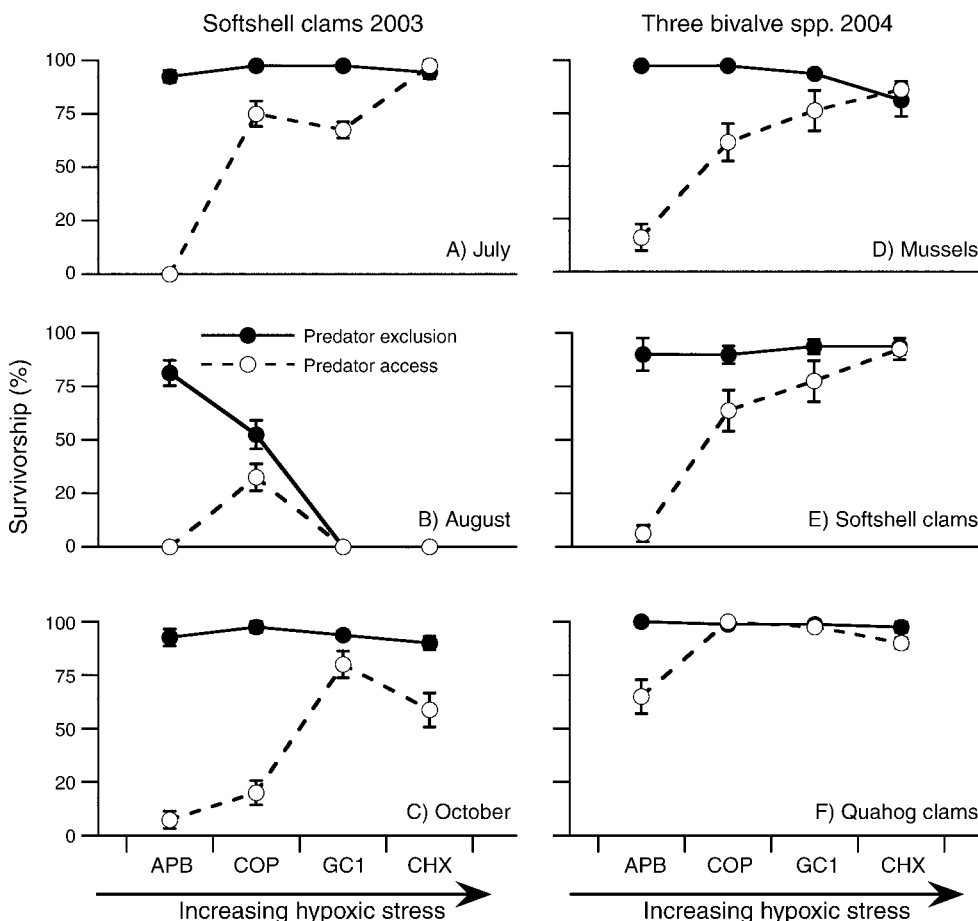 Softshell clams 2003
Three bivalve spp. 2004
100
75
50
20
0
A) July
D) Mussels
Survivorship (%)
100
75
50
20
0
Predator exclusion
Predator access
B) August
E) Softshell clams
100
75
50
20
0
C) October
F) Quahog clams
APB COP GC1 CHX
APB COP GC1 CHX
Increasing hypoxic stress
Increasing hypoxic stress